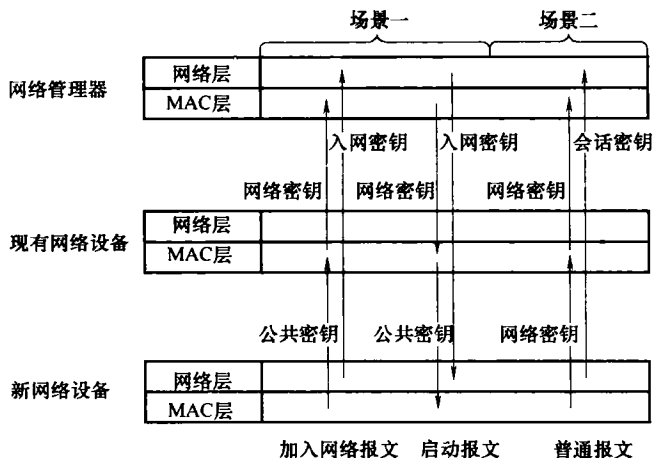 场景一 场景二
网络管理器
网络层
MAC层
入网密钥 入网密钥 会话密钥
网络密钥 网络密钥 网络密钥
现有网络设备
网络层
MAC层
公共密钥 公共密钥 网络密钥
新网络设备
网络层
MAC层
加入网络报文 启动报文 普通报文